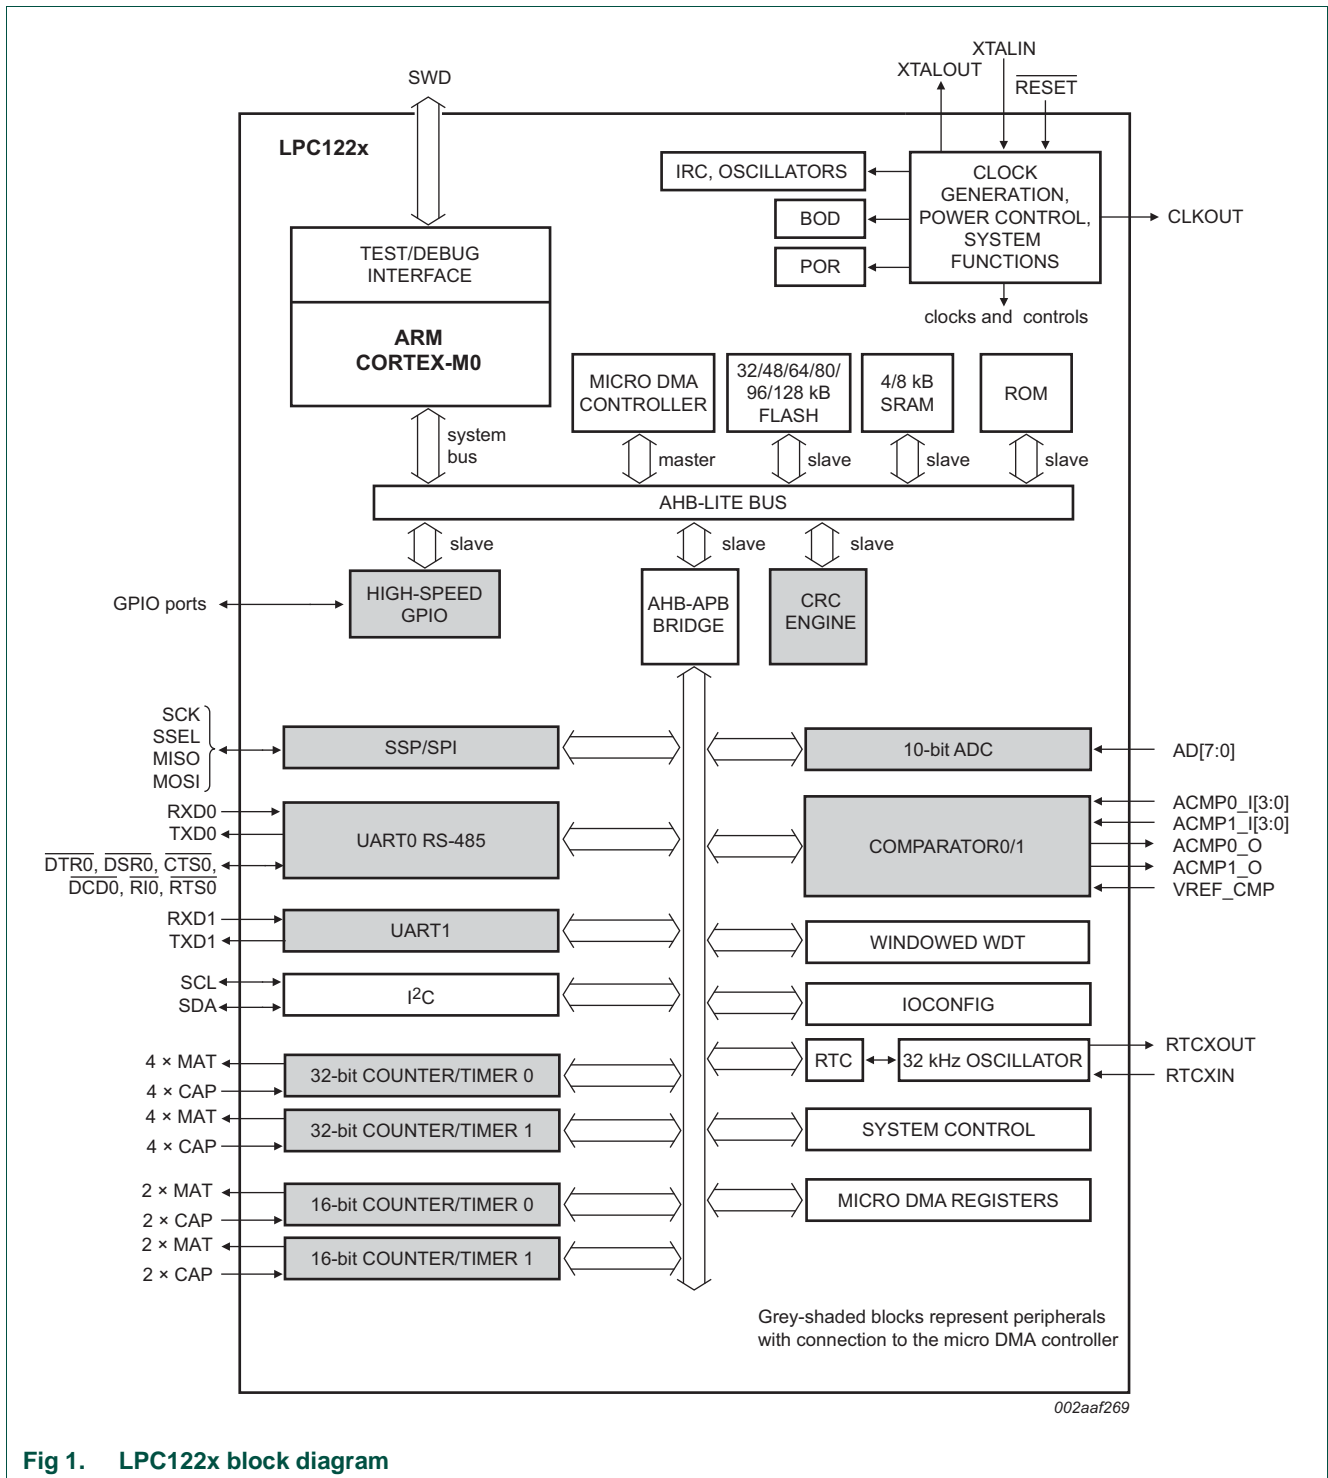 SWD
XTALIN
XTALOUT
RESET
LPC122x
IRC, OSCILLATORS
BOD
POR
CLOCK
GENERATION,
POWER CONTROL,
SYSTEM
FUNCTIONS
CLKOUT
clocks and controls
TEST/DEBUG
INTERFACE
ARM
CORTEX-M0
system
bus
MICRO DMA
CONTROLLER
master
32/48/64/80/
96/128 kB
FLASH
slave
4/8 kB
SRAM
slave
ROM
slave
AHB-LITE BUS
slave
slave
slave
GPIO ports
HIGH-SPEED
GPIO
AHB-APB
BRIDGE
CRC
ENGINE
SCK
SSEL
MISO
MOSI
SSP/SPI
10-bit ADC
AD[7:0]
RXD0
TXD0
DTR0, DSR0, CTS0,
DCD0, RI0, RTS0
UART0 RS-485
COMPARATOR0/1
ACMP0_I[3:0]
ACMP1_I[3:0]
ACMP0_O
ACMP1_O
VREF_CMP
RXD1
TXD1
UART1
WINDOWED WDT
SCL
SDA
I2C
IOCONFIG
4 × MAT
4 × CAP
32-bit COUNTER/TIMER 0
RTC
32 kHz OSCILLATOR
RTCXOUT
RTCXIN
4 × MAT
4 × CAP
32-bit COUNTER/TIMER 1
SYSTEM CONTROL
2 × MAT
2 × CAP
16-bit COUNTER/TIMER 0
MICRO DMA REGISTERS
2 × MAT
2 × CAP
16-bit COUNTER/TIMER 1
Grey-shaded blocks represent peripherals
with connection to the micro DMA controller
002aaf269
Fig 1. LPC122x block diagram